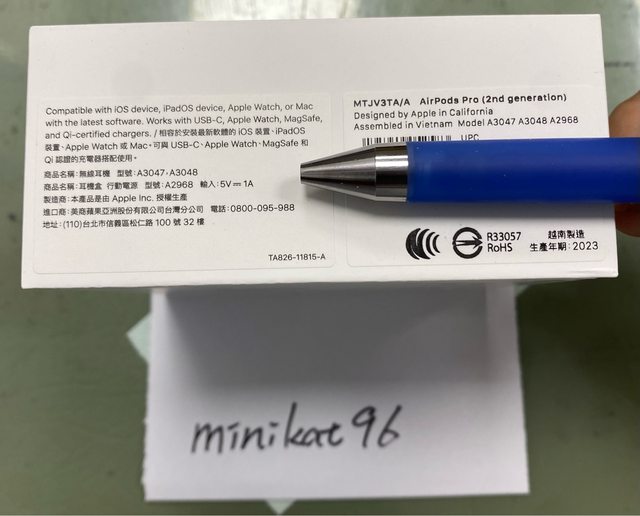 Compatible with iOS device, iPadOS device, Apple Watch, or Mac
with the latest software. Works with USB-C, Apple Watch, MagSafe,
and Qi-certified chargers. / 相容於安裝最新軟體的 iOS 裝置、iPadOS
裝置、Apple Watch 或 Mac。可與 USB-C、Apple Watch、MagSafe 和
Qi 認證的充電器搭配使用。
商品名稱：無線耳機 型號：A3047、A3048
商品名稱：耳機盒 行動電源 型號：A2968 輸入：5V⎓1A
製造商：本產品是由 Apple Inc. 授權生產
進口商：美商蘋果亞洲股份有限公司台灣分公司 電話：0800-095-988
地址：(110)台北市信義區松仁路 100 號 32 樓
TA826-11815-A
MTJV3TA/A AirPods Pro (2nd generation)
Designed by Apple in California
Assembled in Vietnam Model A3047 A3048 A2968
UPC
R33057
RoHS
越南製造
生產年期：2023
minikat96